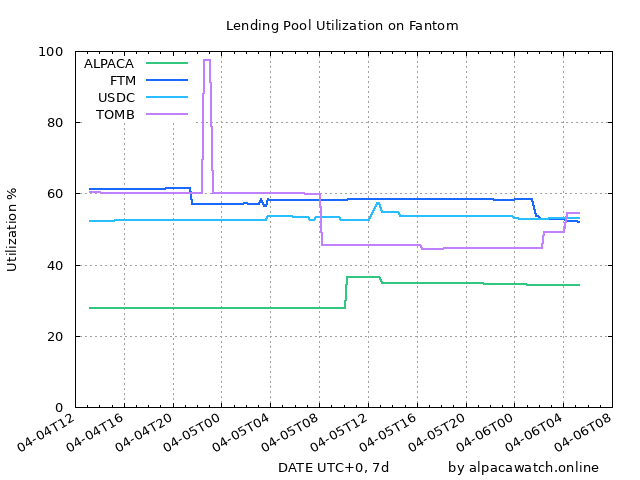 Lending Pool Utilization on Fantom
Utilization %
100
80
60
40
20
0
ALPACA
FTM
USDC
TOMB
04-04T12
04-04T16
04-04T20
04-05T00
04-05T04
04-05T08
04-05T12
04-05T16
04-05T20
04-06T00
04-06T04
04-06T08
DATE UTC+0, 7d
by alpacawatch.online